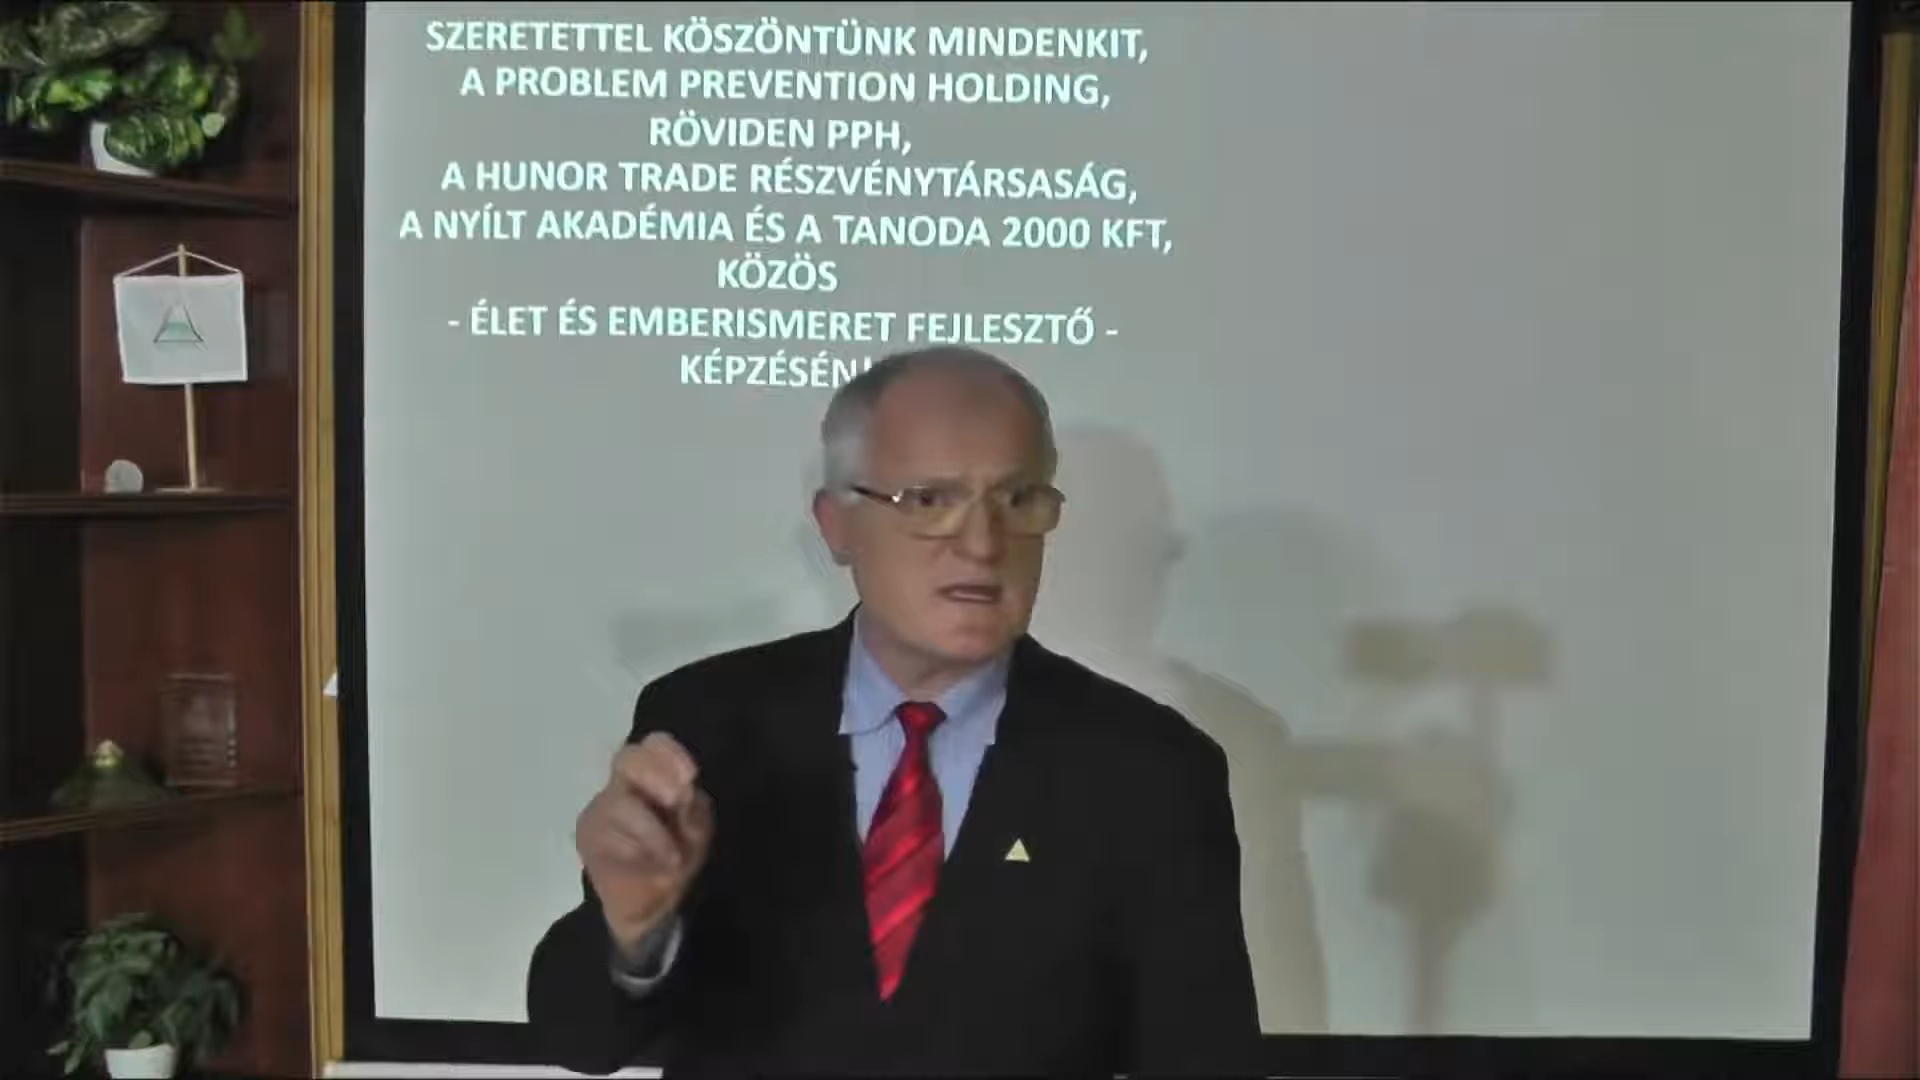 SZERETETTEL KÖSZÖNTÜNK MINDENKIT,
A PROBLEM PREVENTION HOLDING,
RÖVIDEN PPH,
A HUNOR TRADE RÉSZVÉNYTÁRSASÁG,
A NYÍLT AKADÉMIA ÉS A TANODA 2000 KFT,
KÖZÖS
- ÉLET ÉS EMBERISMERET FEJLESZTŐ -